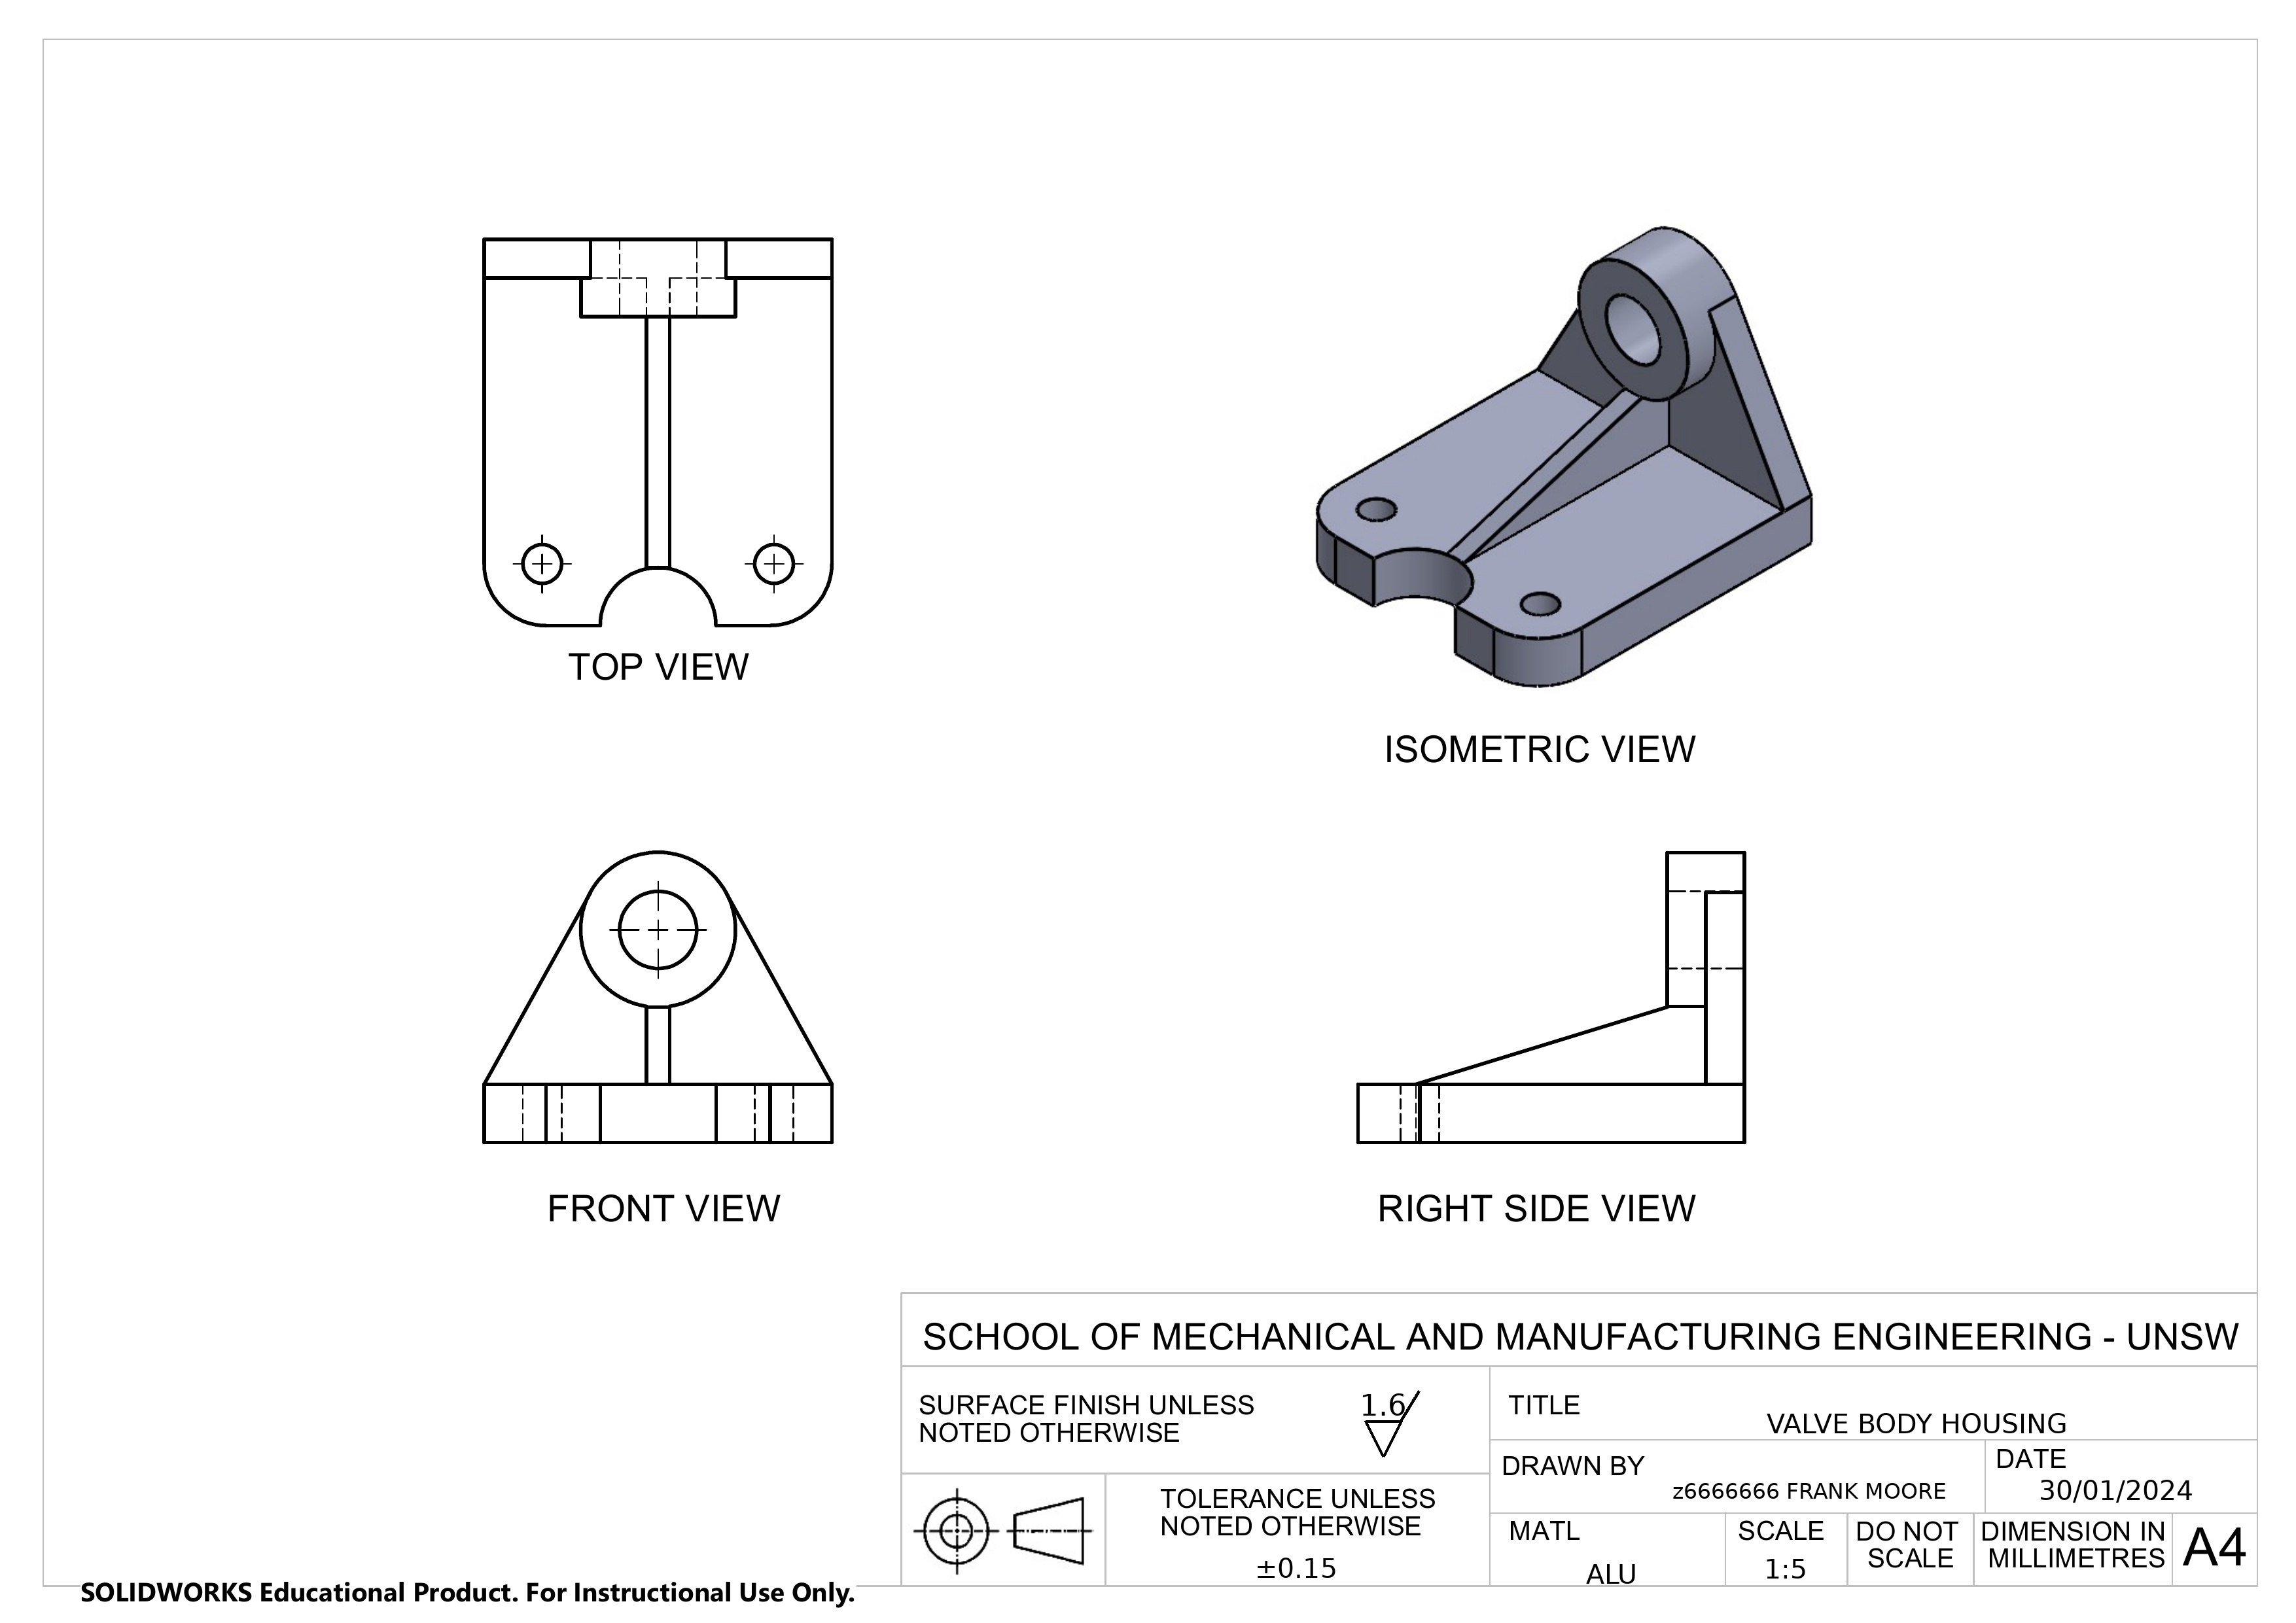 TOP VIEW
ISOMETRIC VIEW
FRONT VIEW
RIGHT SIDE VIEW
SCHOOL OF MECHANICAL AND MANUFACTURING ENGINEERING - UNSW
SURFACE FINISH UNLESS
NOTED OTHERWISE
1.6
TITLE
VALVE BODY HOUSING
DRAWN BY
z6666666 FRANK MOORE
DATE
30/01/2024
TOLERANCE UNLESS
NOTED OTHERWISE
±0.15
MATL
ALU
SCALE
1:5
DO NOT
SCALE
DIMENSION IN
MILLIMETRES
A4
SOLIDWORKS Educational Product. For Instructional Use Only.